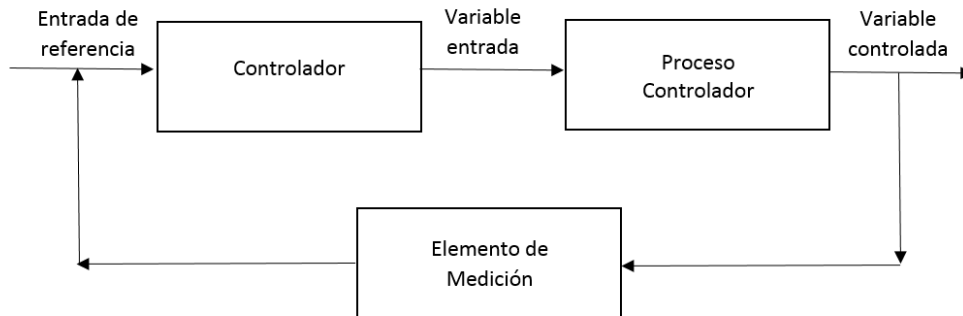 Entrada de
referencia
Controlador
Variable
entrada
Proceso
Controlador
Variable
controlada
Elemento de
Medición